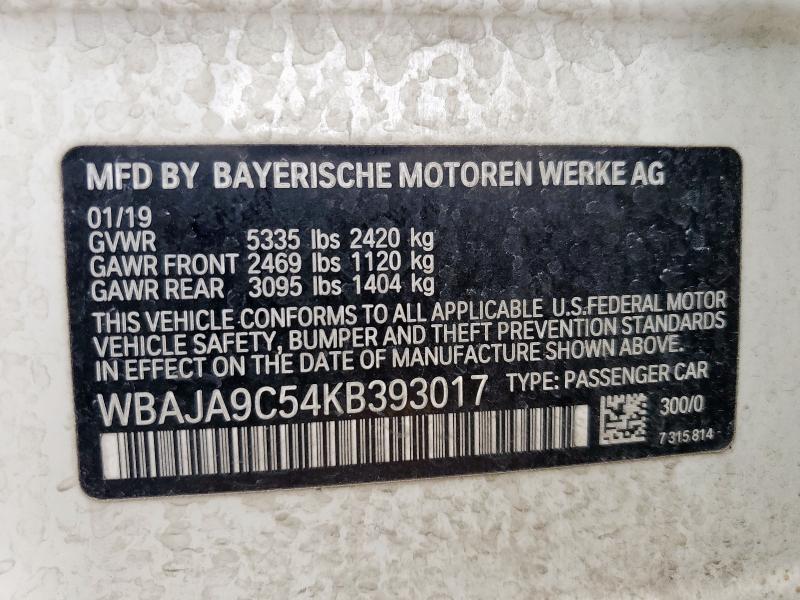 MFD BY BAYERISCHE MOTOREN WERKE AG
01/19
GVWR 5335 lbs 2420 kg
GAWR FRONT 2469 lbs 1120 kg
GAWR REAR 3095 lbs 1404 kg
THIS VEHICLE CONFORMS TO ALL APPLICABLE U.S.FEDERAL MOTOR
VEHICLE SAFETY, BUMPER AND THEFT PREVENTION STANDARDS
IN EFFECT ON THE DATE OF MANUFACTURE SHOWN ABOVE.
WBAJA9C54KB393017 TYPE: PASSENGER CAR
300/0
7315814-